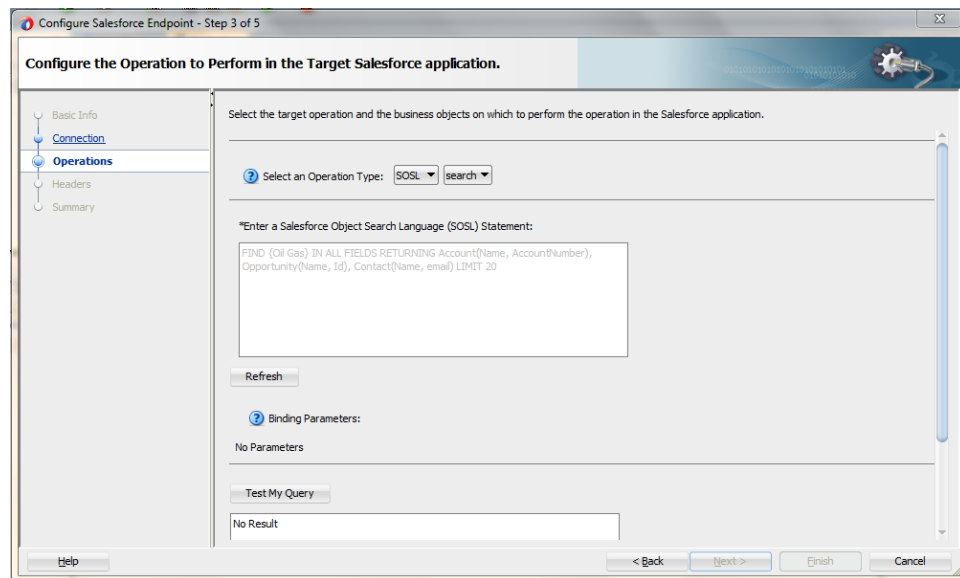 Configure Salesforce Endpoint - Step 3 of 5
Configure the Operation to Perform in the Target Salesforce application.
Basic Info
Connection
Operations
Headers
Summary
Select the target operation and the business objects on which to perform the operation in the Salesforce application.
Select an Operation Type: SOSL search
*Enter a Salesforce Object Search Language (SOSL) Statement:
FIND {Oil Gas} IN ALL FIELDS RETURNING Account(Name, AccountNumber),
Opportunity(Name, Id), Contact(Name, email) LIMIT 20
Refresh
Binding Parameters:
No Parameters
Test My Query
No Result
Help
< Back
Next >
Finish
Cancel